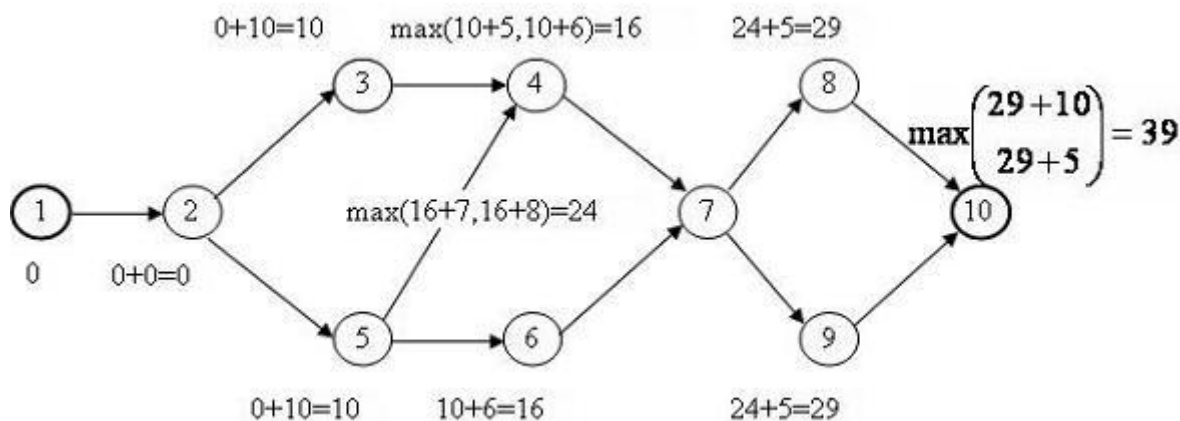 0+10=10 max(10+5,10+6)=16 24+5=29
3 4 8
max(29+10
29+5)=39
1 2 7 10
max(16+7,16+8)=24
0 0+0=0
5 6 9
0+10=10 10+6=16 24+5=29